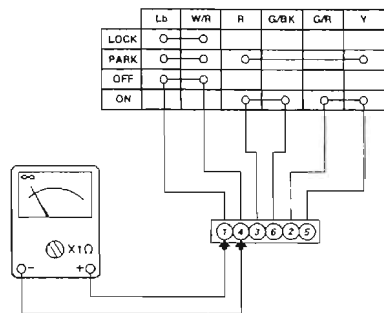 Lb W/R R G/BK G/R Y
LOCK
PARK
OFF
ON
∞
X1Ω
- +
1 4 3 6 2 5